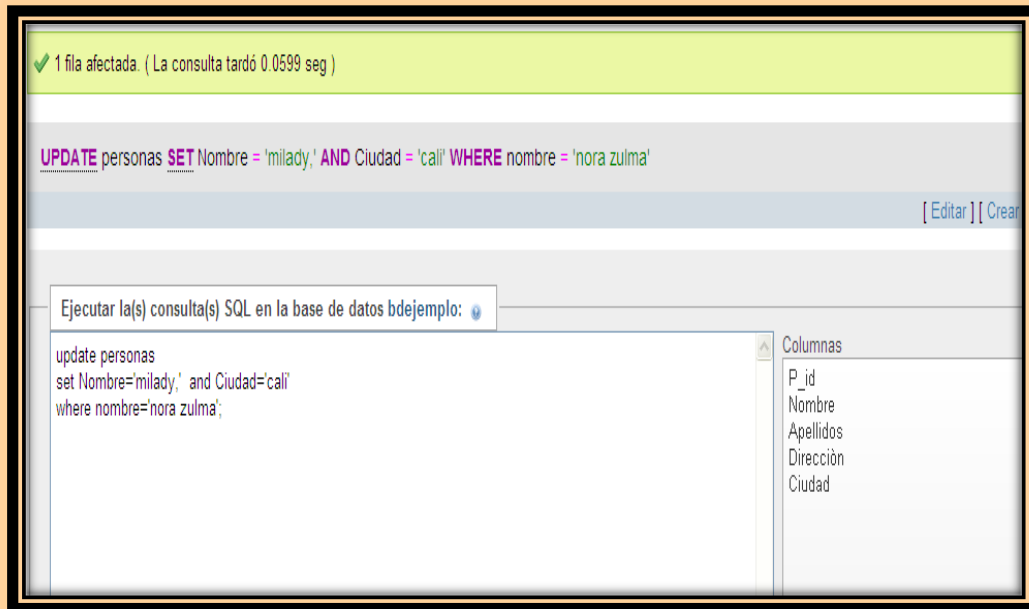 1 fila afectada. ( La consulta tardó 0.0599 seg )
UPDATE personas SET Nombre = 'milady,' AND Ciudad = 'cali' WHERE nombre = 'nora zulma'
[ Editar ] [ Crear
Ejecutar la(s) consulta(s) SQL en la base de datos bdejemplo:
update personas
set Nombre='milady,'  and Ciudad='cali'
where nombre='nora zulma';
Columnas
P_id
Nombre
Apellidos
Direcciòn
Ciudad